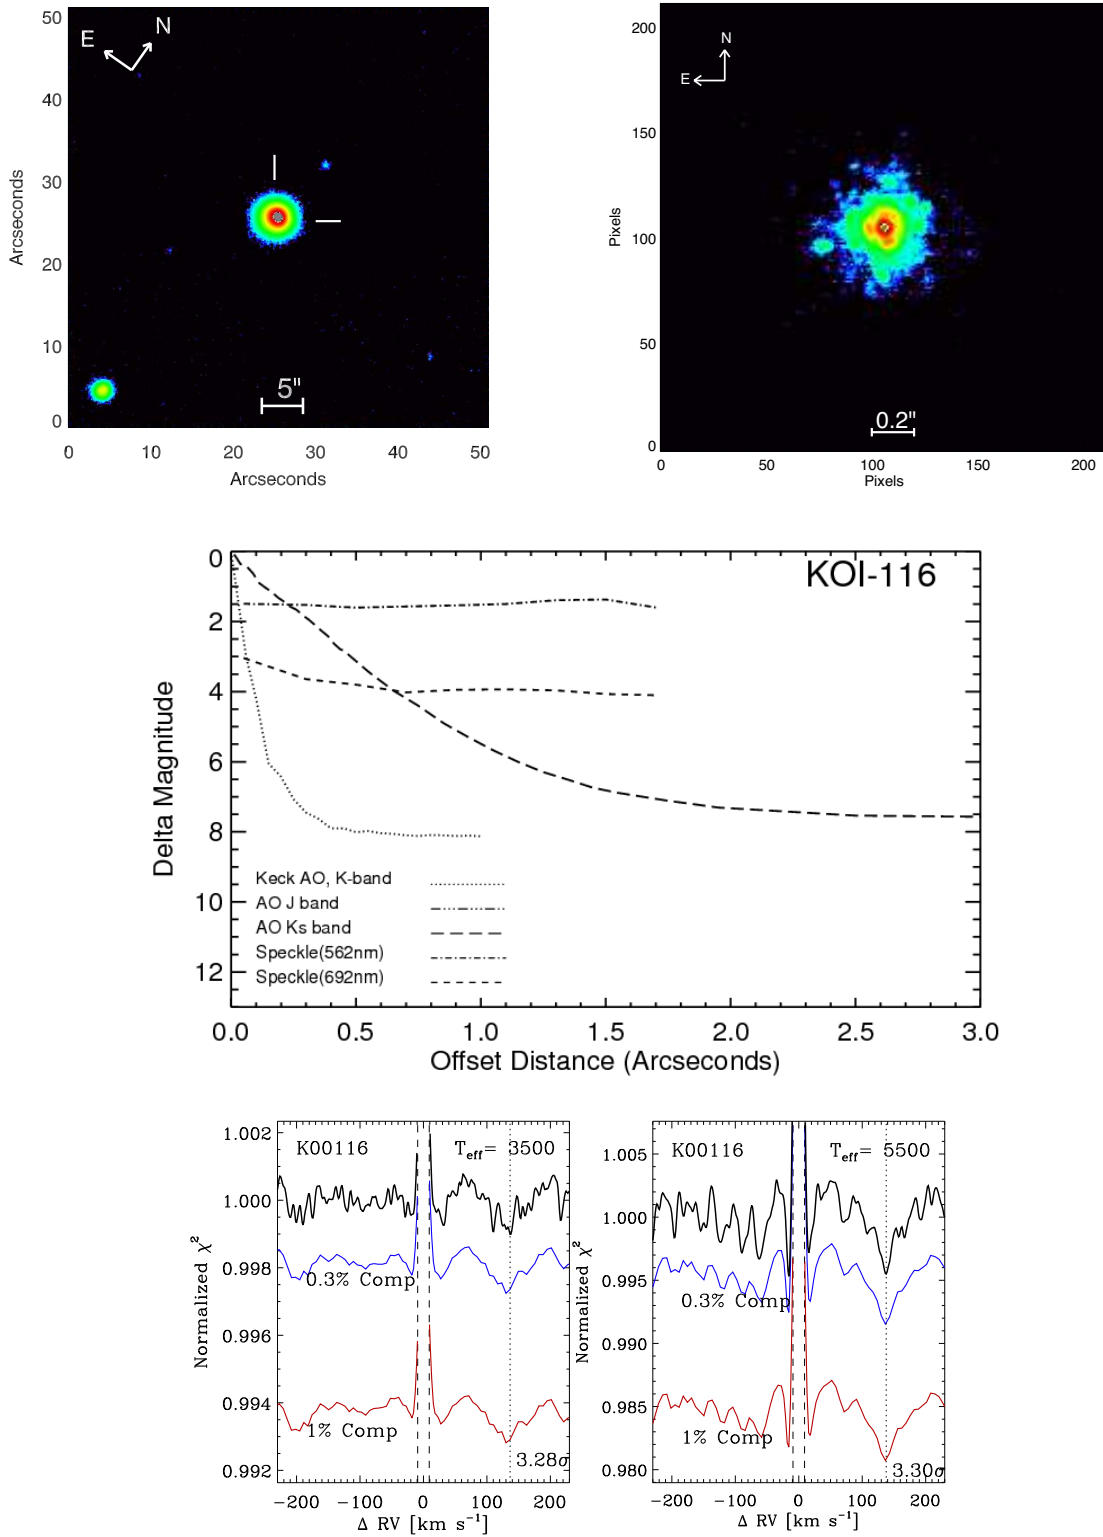 50
40
30
20
10
0
Arcseconds
E
N
5"
0 10 20 30 40 50
Arcseconds
200
150
100
50
0
Pixels
N
E
0.2"
0 50 100 150 200
Pixels
KOI-116
0
2
4
6
8
10
12
Delta Magnitude
Keck AO, K-band
AO J band
AO Ks band
Speckle(562nm)
Speckle(692nm)
0.0 0.5 1.0 1.5 2.0 2.5 3.0
Offset Distance (Arcseconds)
1.002
1.000
0.998
0.996
0.994
0.992
Normalized χ²
K00116 T_eff= 3500
0.3% Comp
1% Comp
3.28σ
−200 −100 0 100 200
Δ RV [km s⁻¹]
1.005
1.000
0.995
0.990
0.985
0.980
Normalized χ²
K00116 T_eff= 5500
0.3% Comp
1% Comp
3.30σ
−200 −100 0 100 200
Δ RV [km s⁻¹]